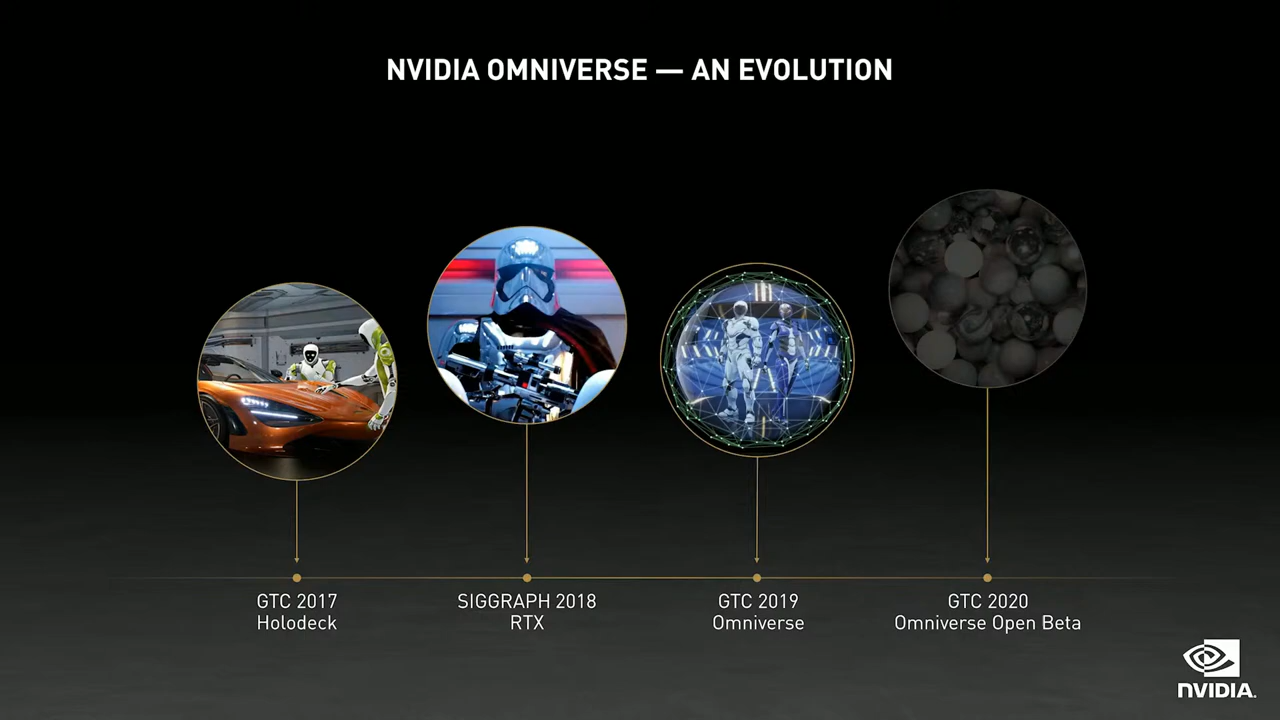 NVIDIA OMNIVERSE — AN EVOLUTION
GTC 2017
Holodeck
SIGGRAPH 2018
RTX
GTC 2019
Omniverse
GTC 2020
Omniverse Open Beta
NVIDIA.